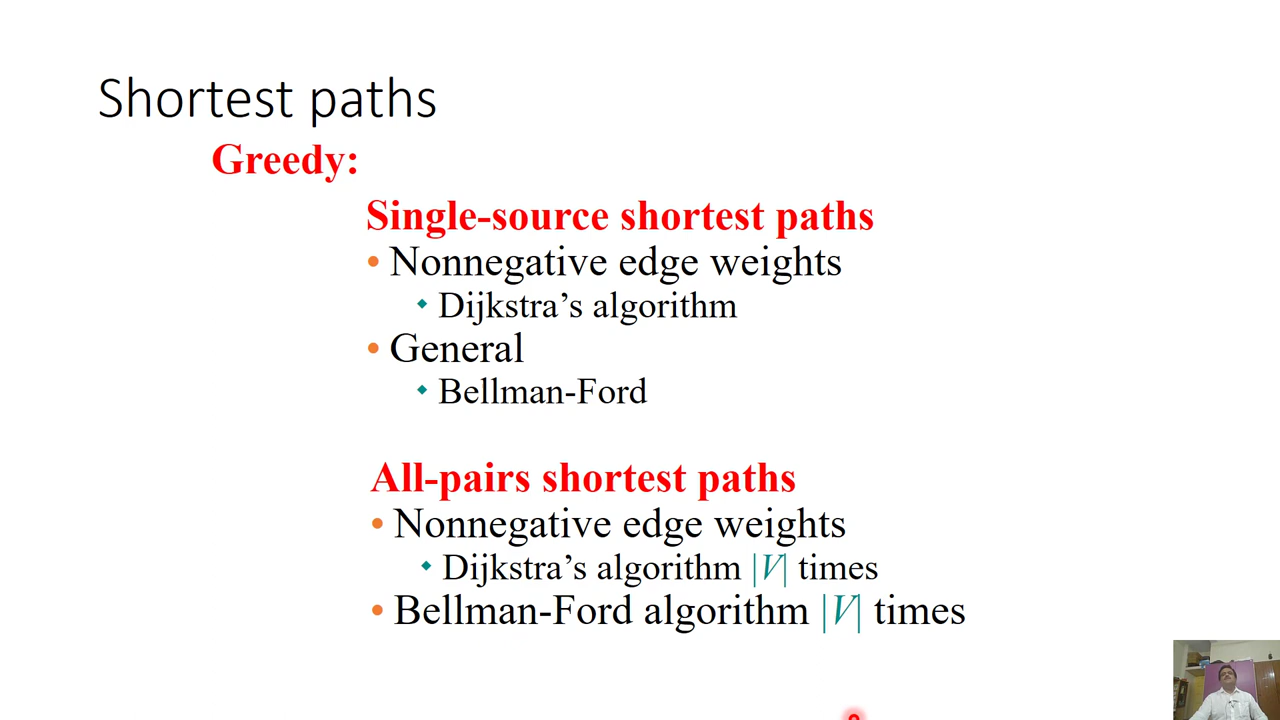 Shortest paths
Greedy:
Single-source shortest paths
• Nonnegative edge weights
◆ Dijkstra’s algorithm
• General
◆ Bellman-Ford
All-pairs shortest paths
• Nonnegative edge weights
◆ Dijkstra’s algorithm |V| times
• Bellman-Ford algorithm |V| times